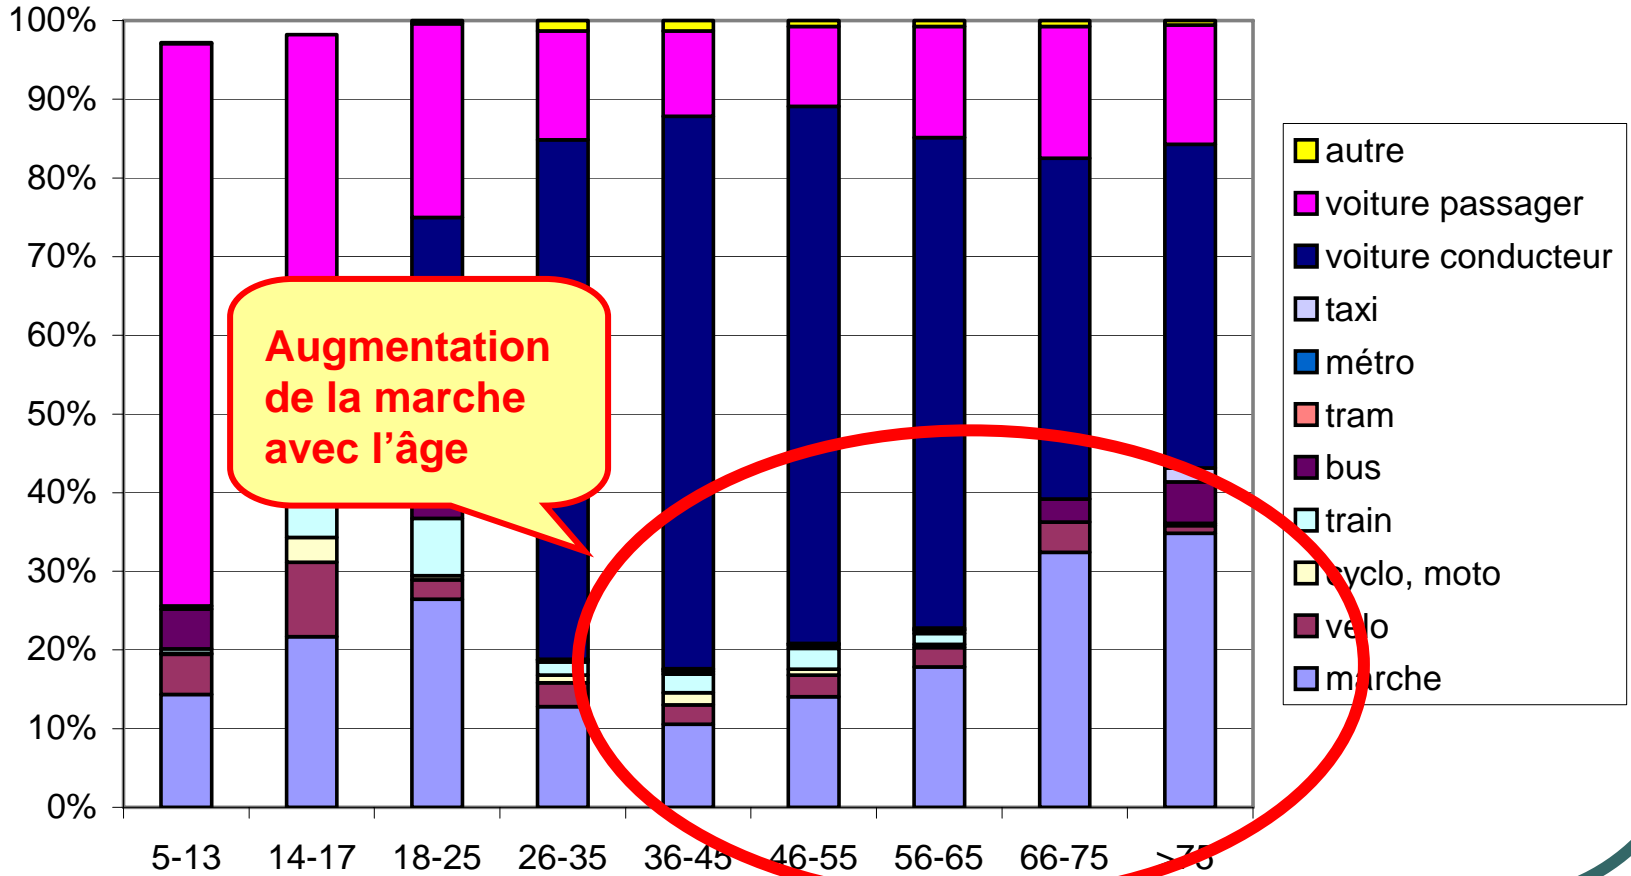 100%
90%
80%
70%
60%
50%
40%
30%
20%
10%
0%
5-13 14-17 18-25 26-35 36-45 46-55 56-65 66-75 >75
Augmentation
de la marche
avec l’âge
autre
voiture passager
voiture conducteur
taxi
métro
tram
bus
train
cyclo, moto
velo
marche